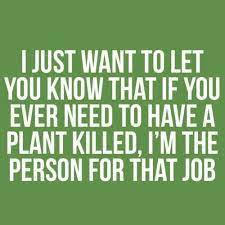 I JUST WANT TO LET
YOU KNOW THAT IF YOU
EVER NEED TO HAVE A
PLANT KILLED, I'M THE
PERSON FOR THAT JOB